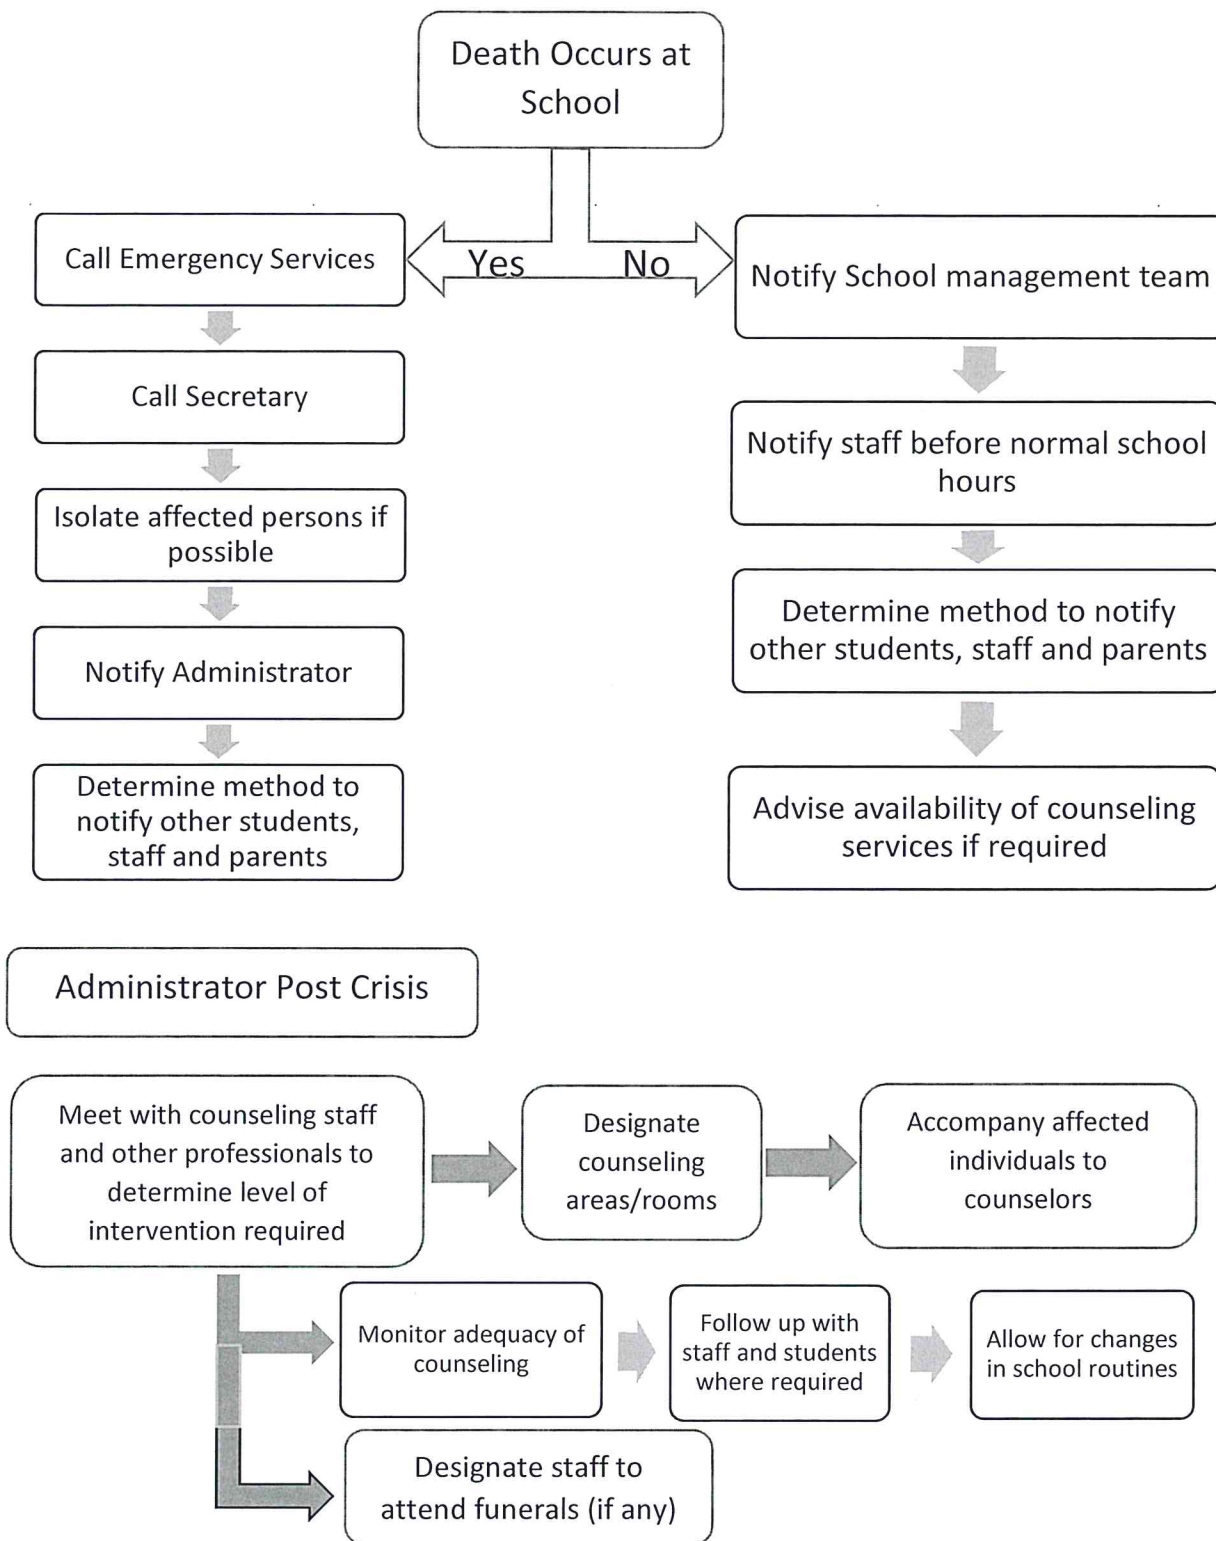 Death Occurs at
School
Yes
No
Call Emergency Services
Call Secretary
Isolate affected persons if
possible
Notify Administrator
Determine method to
notify other students,
staff and parents
Notify School management team
Notify staff before normal school
hours
Determine method to notify
other students, staff and parents
Advise availability of counseling
services if required
Administrator Post Crisis
Meet with counseling staff
and other professionals to
determine level of
intervention required
Designate
counseling
areas/rooms
Accompany affected
individuals to
counselors
Monitor adequacy of
counseling
Follow up with
staff and students
where required
Allow for changes
in school routines
Designate staff to
attend funerals (if any)